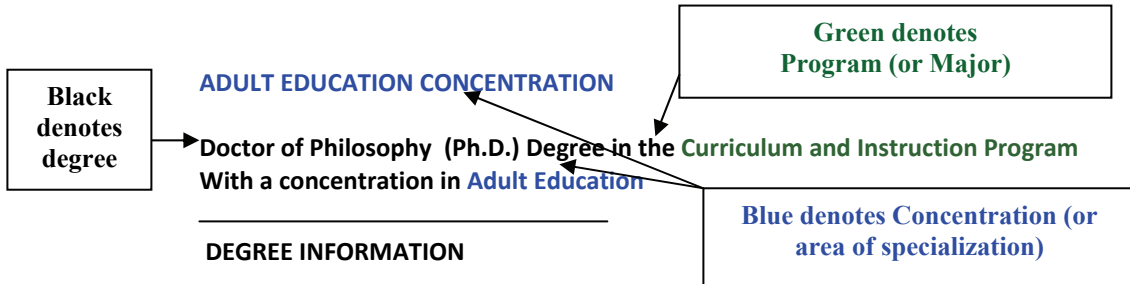 Green denotes
Program (or Major)
ADULT EDUCATION CONCENTRATION
Black
denotes
degree
Doctor of Philosophy (Ph.D.) Degree in the Curriculum and Instruction Program
With a concentration in Adult Education
Blue denotes Concentration (or
area of specialization)
DEGREE INFORMATION